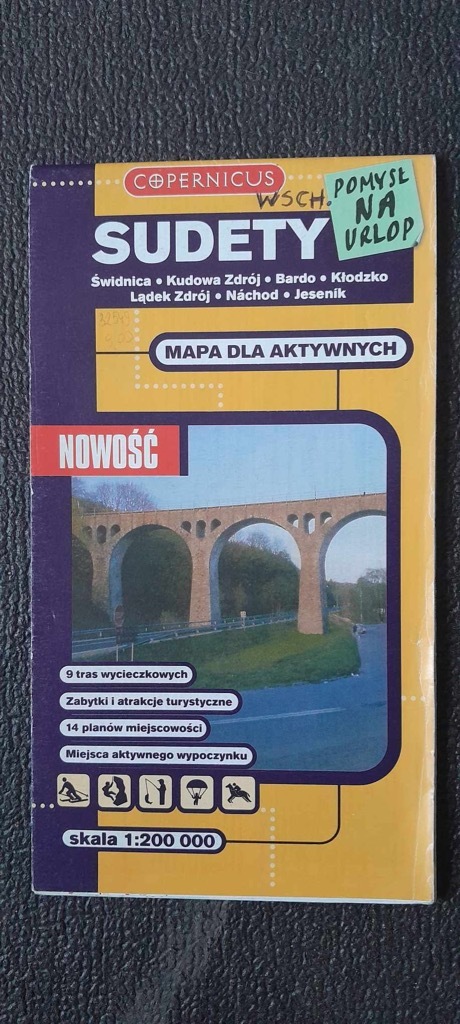 COPERNICUS
WSCH.
POMYSŁ
NA
URLOP
SUDETY
Świdnica • Kudowa Zdrój • Bardo • Kłodzko
Lądek Zdrój • Náchod • Jeseník
MAPA DLA AKTYWNYCH
NOWOŚĆ
9 tras wycieczkowych
Zabytki i atrakcje turystyczne
14 planów miejscowości
Miejsca aktywnego wypoczynku
skala 1:200 000